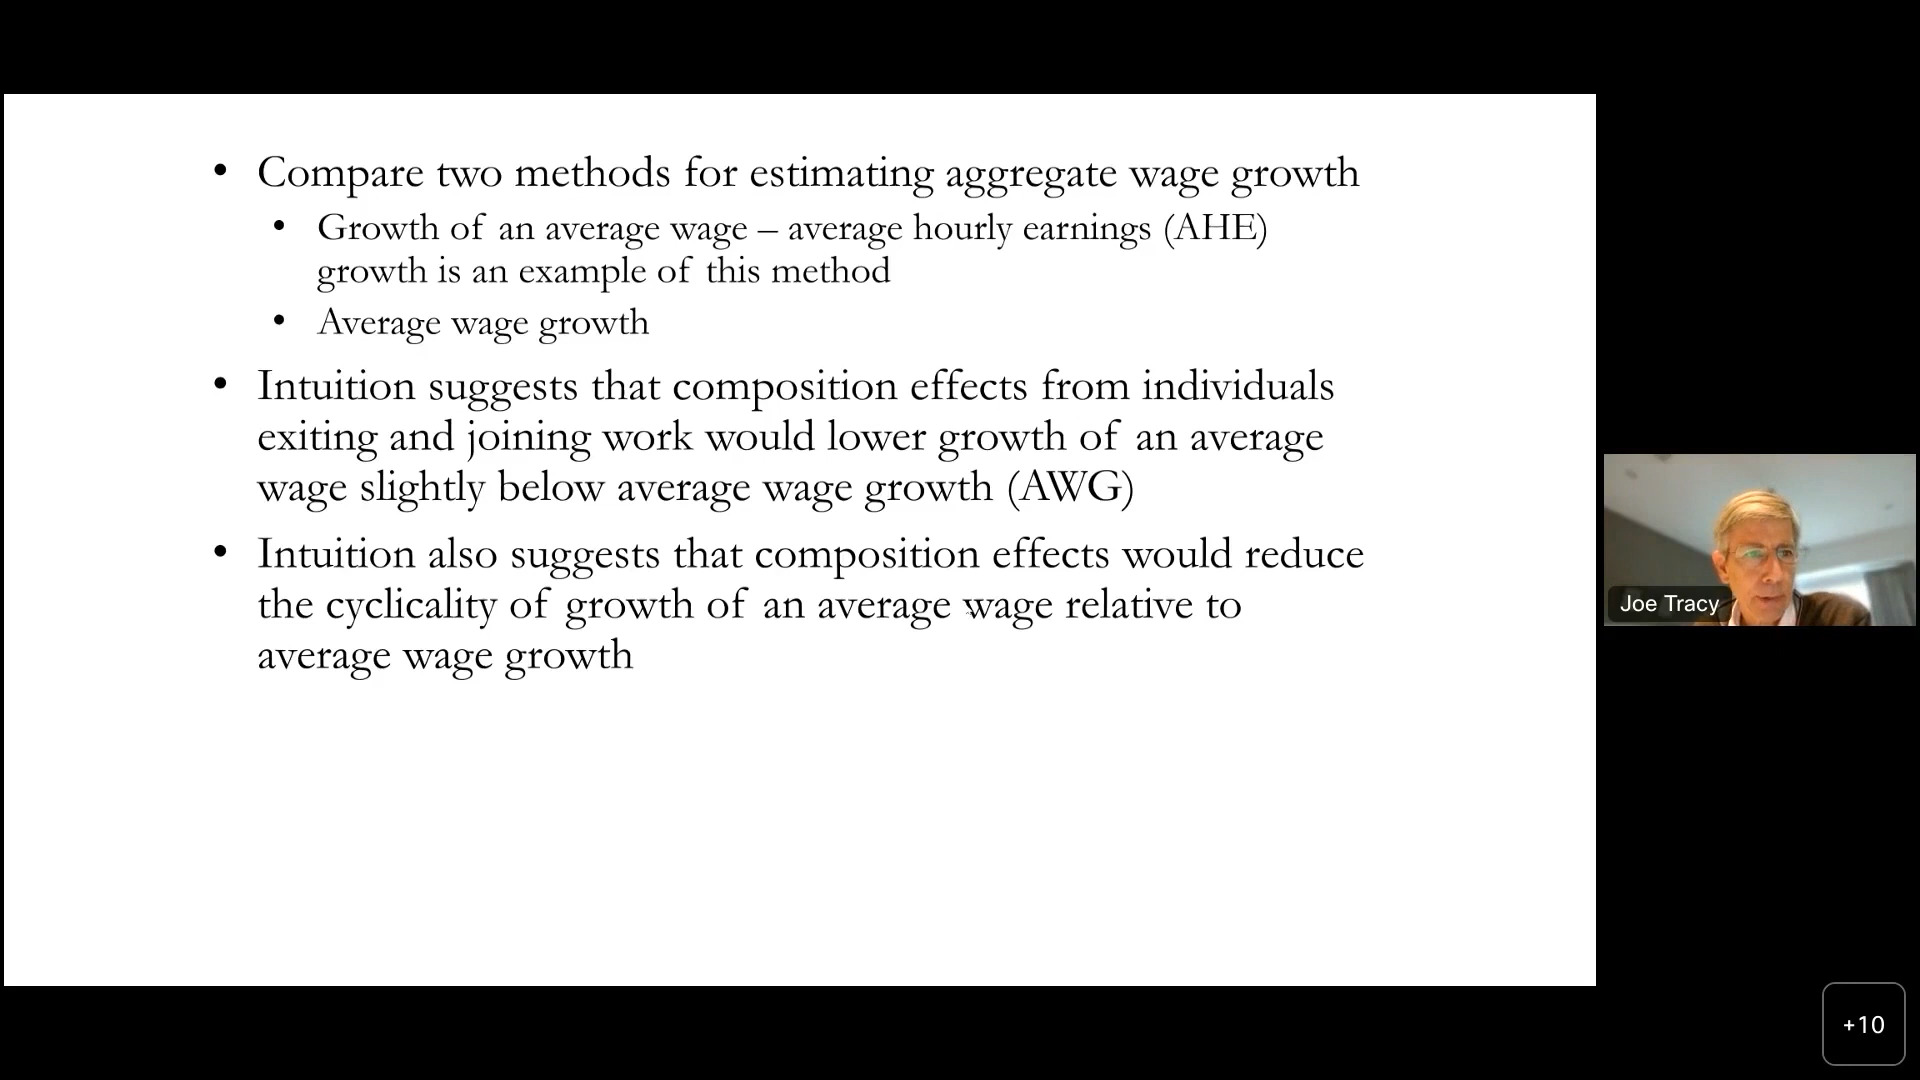 • Compare two methods for estimating aggregate wage growth
• Growth of an average wage – average hourly earnings (AHE)
growth is an example of this method
• Average wage growth
• Intuition suggests that composition effects from individuals
exiting and joining work would lower growth of an average
wage slightly below average wage growth (AWG)
• Intuition also suggests that composition effects would reduce
the cyclicality of growth of an average wage relative to
average wage growth
Joe Tracy
+10